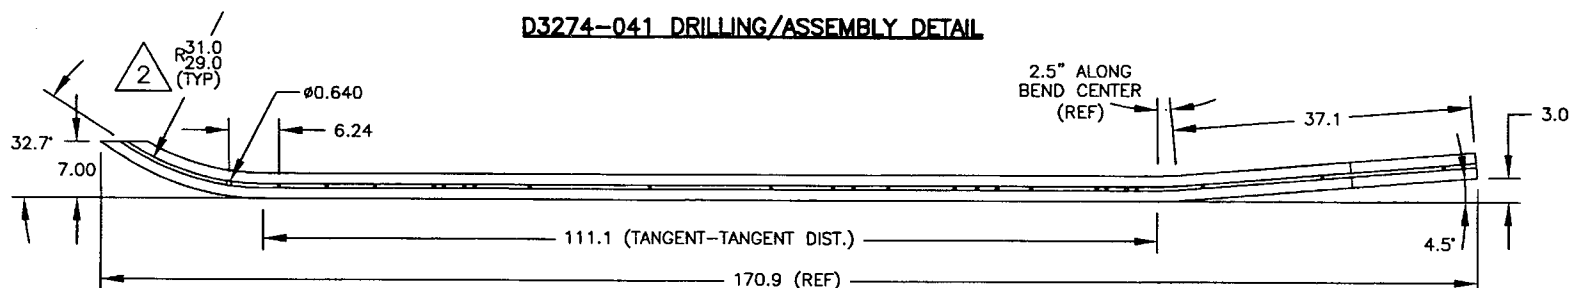 D3274-041 DRILLING/ASSEMBLY DETAIL
2
R31.0
29.0
(TYP)
ø0.640
6.24
2.5" ALONG
BEND CENTER
(REF)
37.1
3.0
32.7°
7.00
111.1 (TANGENT-TANGENT DIST.)
4.5°
170.9 (REF)